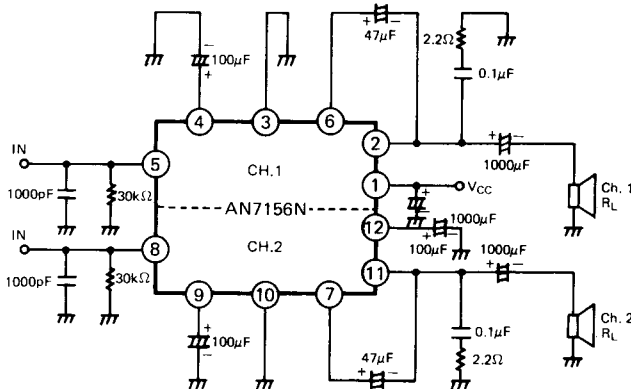 47μF
+ −
2.2Ω
−
100μF
+
0.1μF
4
3
6
+ −
1000μF
2
IN
5
CH.1
1
VCC
Ch. 1
RL
1000pF
30kΩ
AN7156N
+
−
1000μF
12
+ −
100μF
1000μF
IN
8
CH.2
11
+ −
1000pF
30kΩ
9
10
7
Ch. 2
RL
+
100μF
−
47μF
+ −
0.1μF
2.2Ω